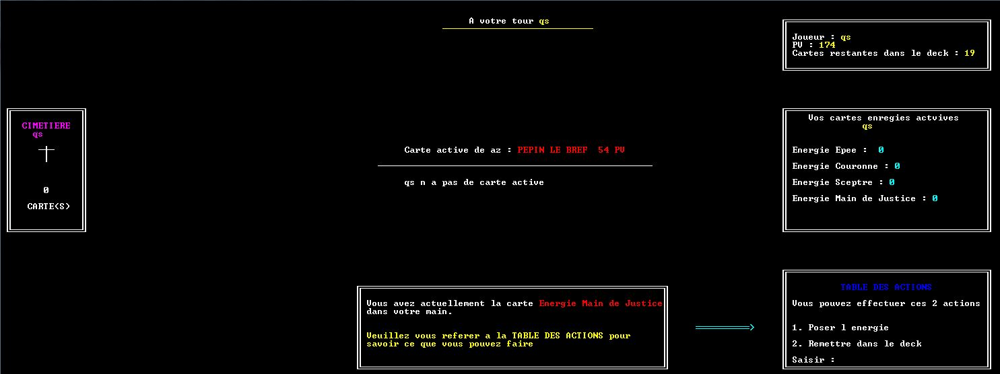 A votre tour qs
Joueur : qs
PV : 174
Cartes restantes dans le deck : 19
CIMETIERE
qs
0
CARTE(S)
Carte active de az : PEPIN LE BREF 54 PV
qs n a pas de carte active
Vos cartes enregies actvives
qs
Energie Epee : 0
Energie Couronne : 0
Energie Sceptre : 0
Energie Main de Justice : 0
Vous avez actuellement la carte Energie Main de Justice
dans votre main.
Veuillez vous referer a la TABLE DES ACTIONS pour
savoir ce que vous pouvez faire
TABLE DES ACTIONS
Vous pouvez effectuer ces 2 actions
1. Poser l energie
2. Remettre dans le deck
Saisir :